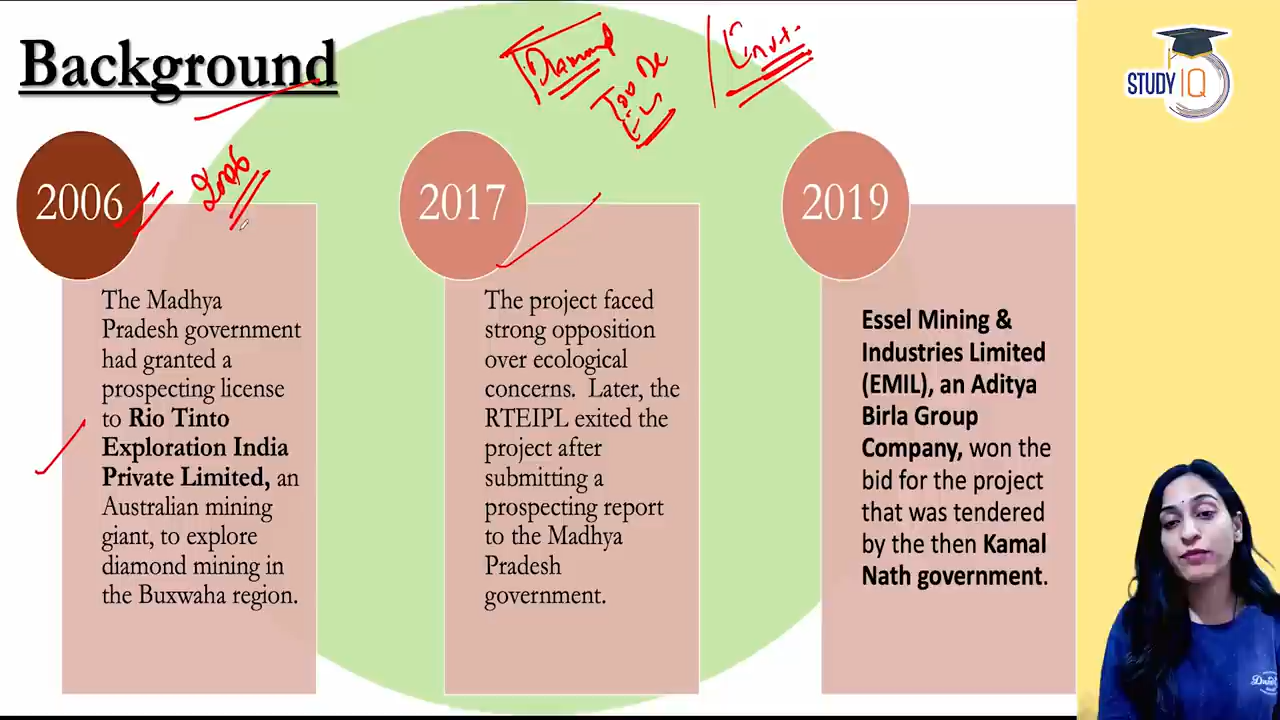 Background
Diamond
STUDY IQ
2006
2006
The Madhya
Pradesh government
had granted a
prospecting license
to Rio Tinto
Exploration India
Private Limited, an
Australian mining
giant, to explore
diamond mining in
the Buxwaha region.
2017
The project faced
strong opposition
over ecological
concerns. Later, the
RTEIPL exited the
project after
submitting a
prospecting report
to the Madhya
Pradesh
government.
2019
Essel Mining &
Industries Limited
(EMIL), an Aditya
Birla Group
Company, won the
bid for the project
that was tendered
by the then Kamal
Nath government.